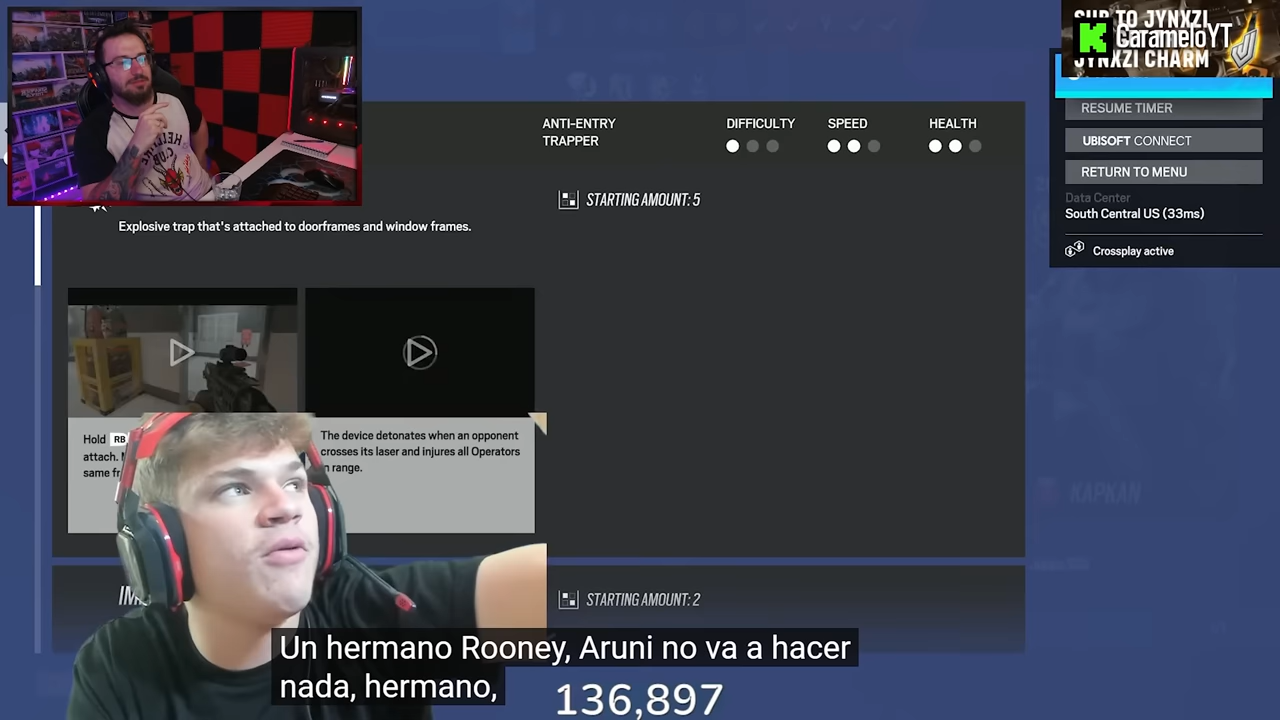 SUB TO JYNXZI
CarameloYT
JYNXZI CHARM
RESUME TIMER
UBISOFT CONNECT
RETURN TO MENU
Data Center
South Central US (33ms)
Crossplay active
ANTI-ENTRY
TRAPPER
DIFFICULTY
SPEED
HEALTH
STARTING AMOUNT: 5
Explosive trap that's attached to doorframes and window frames.
Hold RB
attach.
same fr
The device detonates when an opponent
crosses its laser and injures all Operators
n range.
KAPKAN
STARTING AMOUNT: 2
Un hermano Rooney, Aruni no va a hacer
nada, hermano,
136,897